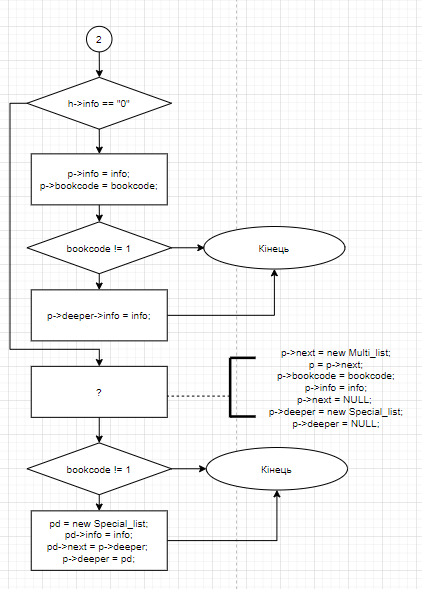 2
h->info == "0"
p->info = info;
p->bookcode = bookcode;
bookcode != 1
Кінець
p->deeper->info = info;
?
p->next = new Multi_list;
p = p->next;
p->bookcode = bookcode;
p->info = info;
p->next = NULL;
p->deeper = new Special_list;
p->deeper = NULL;
bookcode != 1
Кінець
pd = new Special_list;
pd->info = info;
pd->next = p->deeper;
p->deeper = pd;